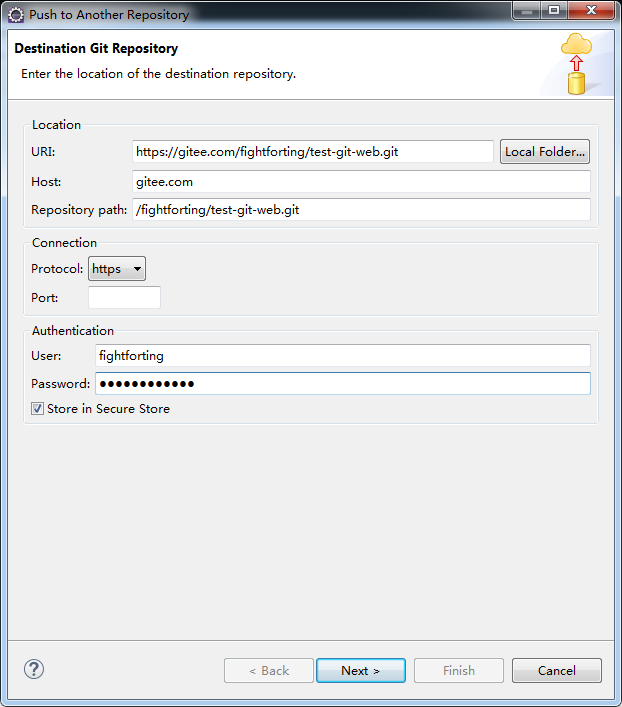 Push to Another Repository
Destination Git Repository
Enter the location of the destination repository.
Location
URI: https://gitee.com/fightforting/test-git-web.git Local Folder...
Host: gitee.com
Repository path: /fightforting/test-git-web.git
Connection
Protocol: https
Port:
Authentication
User: fightforting
Password: ●●●●●●●●●●●●
Store in Secure Store
? < Back Next > Finish Cancel